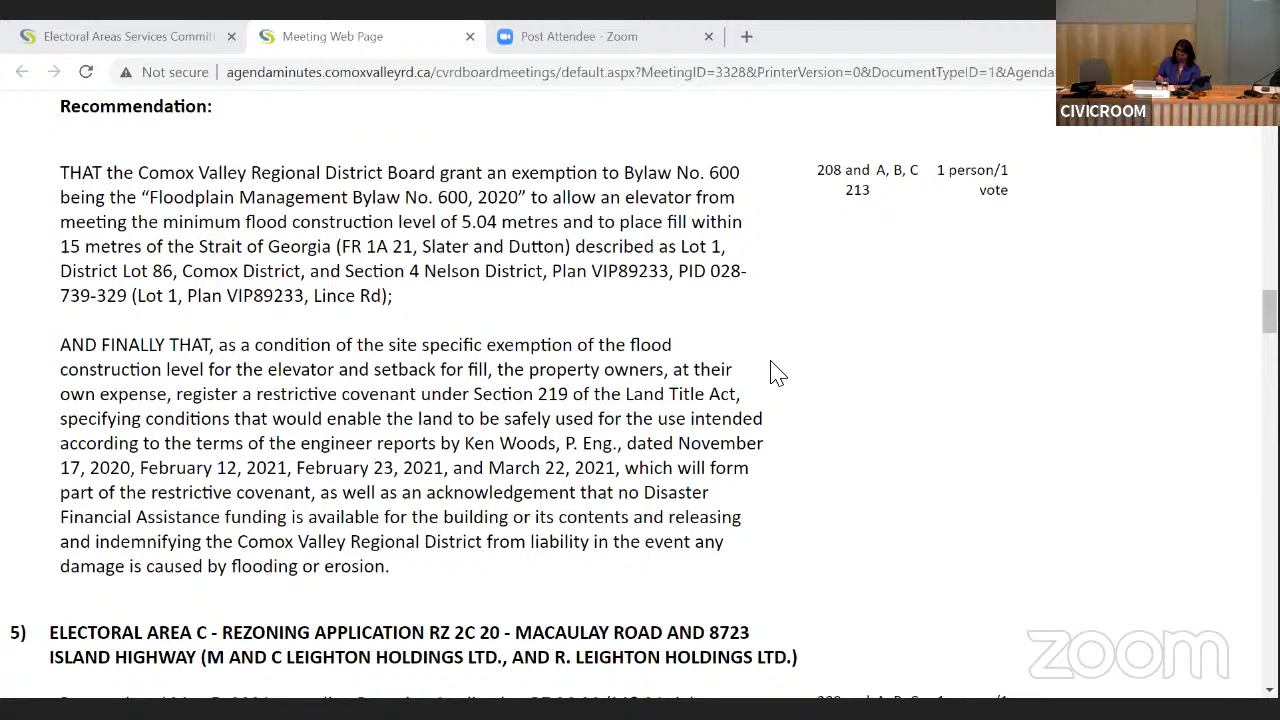 Electoral Areas Services Committ
Meeting Web Page
Post Attendee - Zoom
Not secure
agendaminutes.comoxvalleyrd.ca/cvrdboardmeetings/default.aspx?MeetingID=3328&PrinterVersion=0&DocumentTypeID=1&Agenda
CIVICROOM
Recommendation:
THAT the Comox Valley Regional District Board grant an exemption to Bylaw No. 600
being the “Floodplain Management Bylaw No. 600, 2020” to allow an elevator from
meeting the minimum flood construction level of 5.04 metres and to place fill within
15 metres of the Strait of Georgia (FR 1A 21, Slater and Dutton) described as Lot 1,
District Lot 86, Comox District, and Section 4 Nelson District, Plan VIP89233, PID 028-
739-329 (Lot 1, Plan VIP89233, Lince Rd);
208 and A, B, C 1 person/1
213 vote
AND FINALLY THAT, as a condition of the site specific exemption of the flood
construction level for the elevator and setback for fill, the property owners, at their
own expense, register a restrictive covenant under Section 219 of the Land Title Act,
specifying conditions that would enable the land to be safely used for the use intended
according to the terms of the engineer reports by Ken Woods, P. Eng., dated November
17, 2020, February 12, 2021, February 23, 2021, and March 22, 2021, which will form
part of the restrictive covenant, as well as an acknowledgement that no Disaster
Financial Assistance funding is available for the building or its contents and releasing
and indemnifying the Comox Valley Regional District from liability in the event any
damage is caused by flooding or erosion.
5) ELECTORAL AREA C - REZONING APPLICATION RZ 2C 20 - MACAULAY ROAD AND 8723
ISLAND HIGHWAY (M AND C LEIGHTON HOLDINGS LTD., AND R. LEIGHTON HOLDINGS LTD.)
zoom